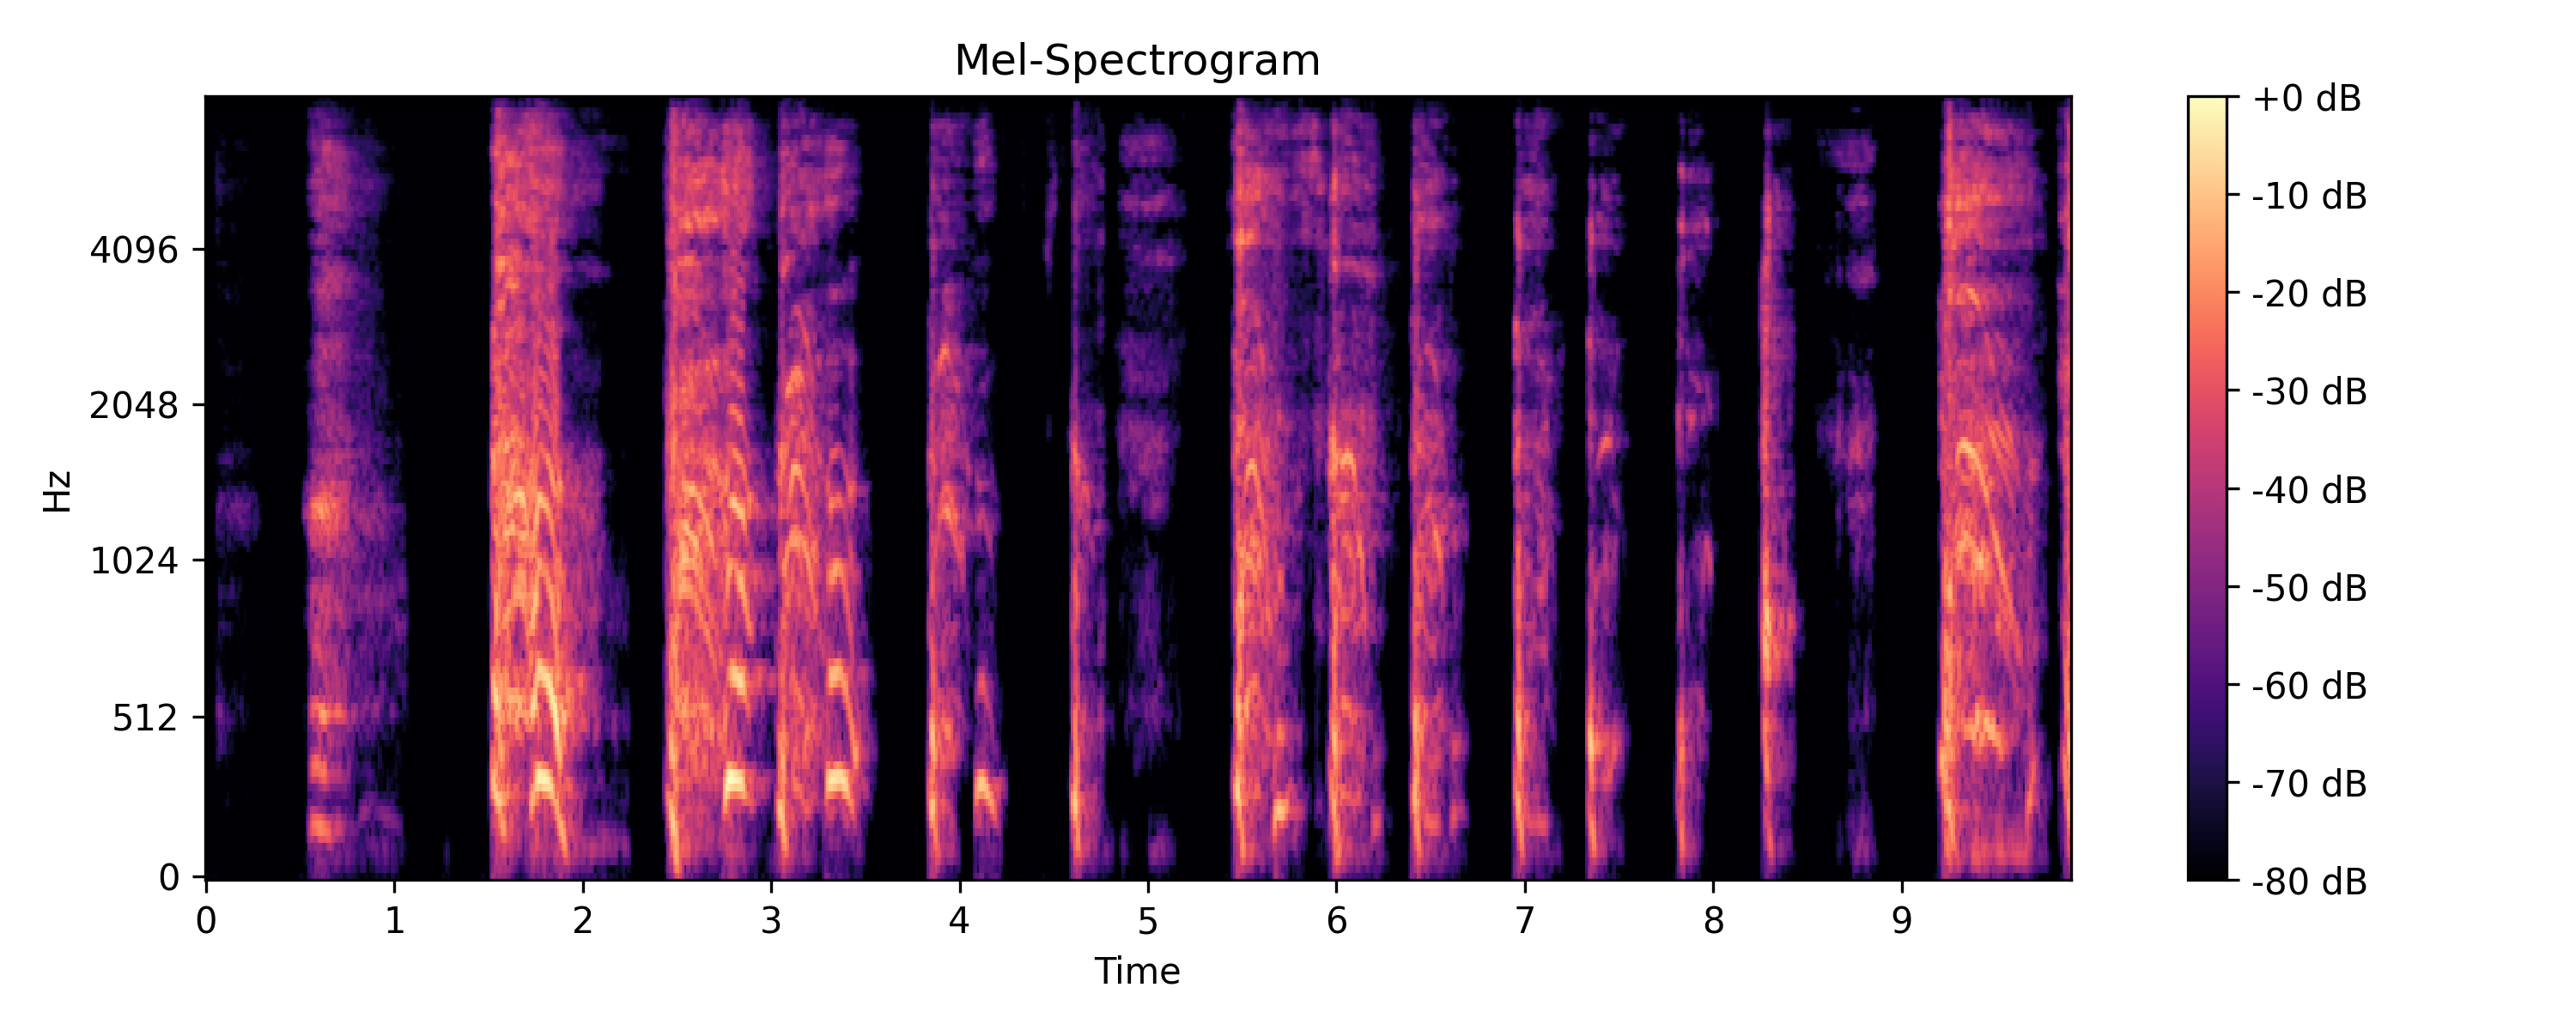 Mel-Spectrogram
+0 dB
-10 dB
-20 dB
-30 dB
-40 dB
-50 dB
-60 dB
-70 dB
-80 dB
Hz
4096
2048
1024
512
0
0 1 2 3 4 5 6 7 8 9
Time